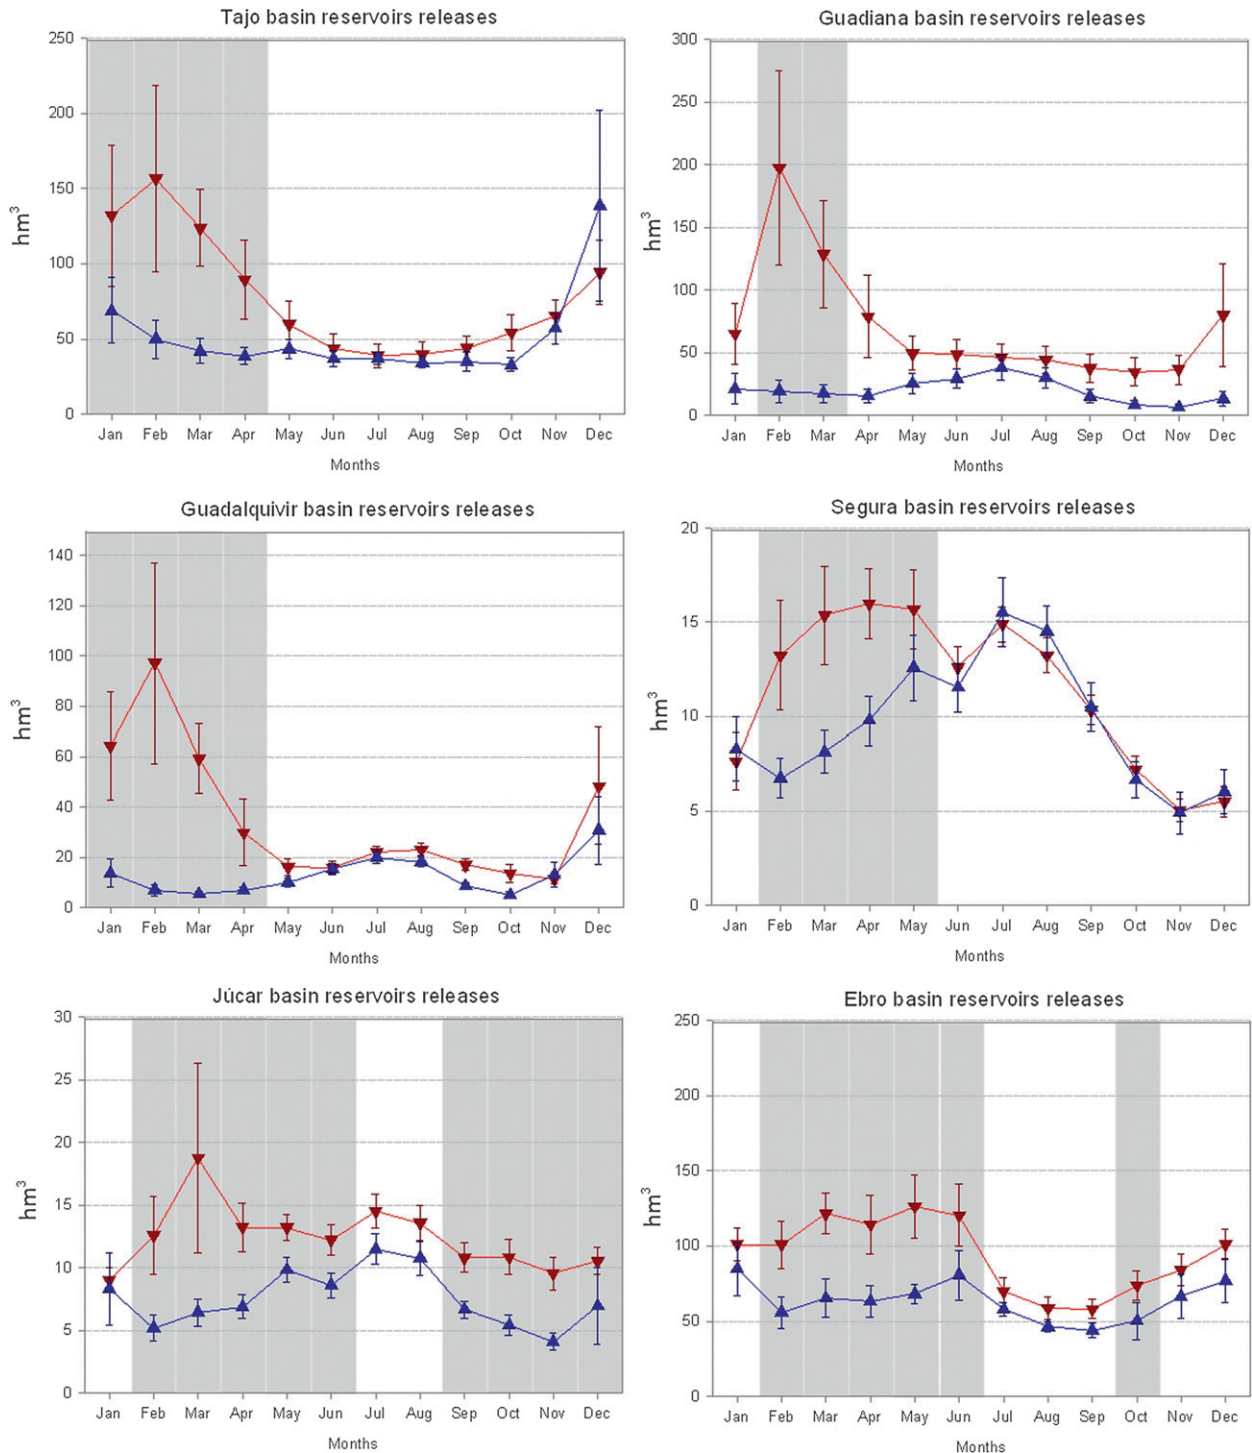 Tajo basin reservoirs releases
250
200
150
100
50
0
hm³
Jan Feb Mar Apr May Jun Jul Aug Sep Oct Nov Dec
Months
Guadiana basin reservoirs releases
300
250
200
150
100
50
0
hm³
Jan Feb Mar Apr May Jun Jul Aug Sep Oct Nov Dec
Months
Guadalquivir basin reservoirs releases
140
120
100
80
60
40
20
0
hm³
Jan Feb Mar Apr May Jun Jul Aug Sep Oct Nov Dec
Months
Segura basin reservoirs releases
20
15
10
5
0
hm³
Jan Feb Mar Apr May Jun Jul Aug Sep Oct Nov Dec
Months
Júcar basin reservoirs releases
30
25
20
15
10
5
0
hm³
Jan Feb Mar Apr May Jun Jul Aug Sep Oct Nov Dec
Months
Ebro basin reservoirs releases
250
200
150
100
50
0
hm³
Jan Feb Mar Apr May Jun Jul Aug Sep Oct Nov Dec
Months